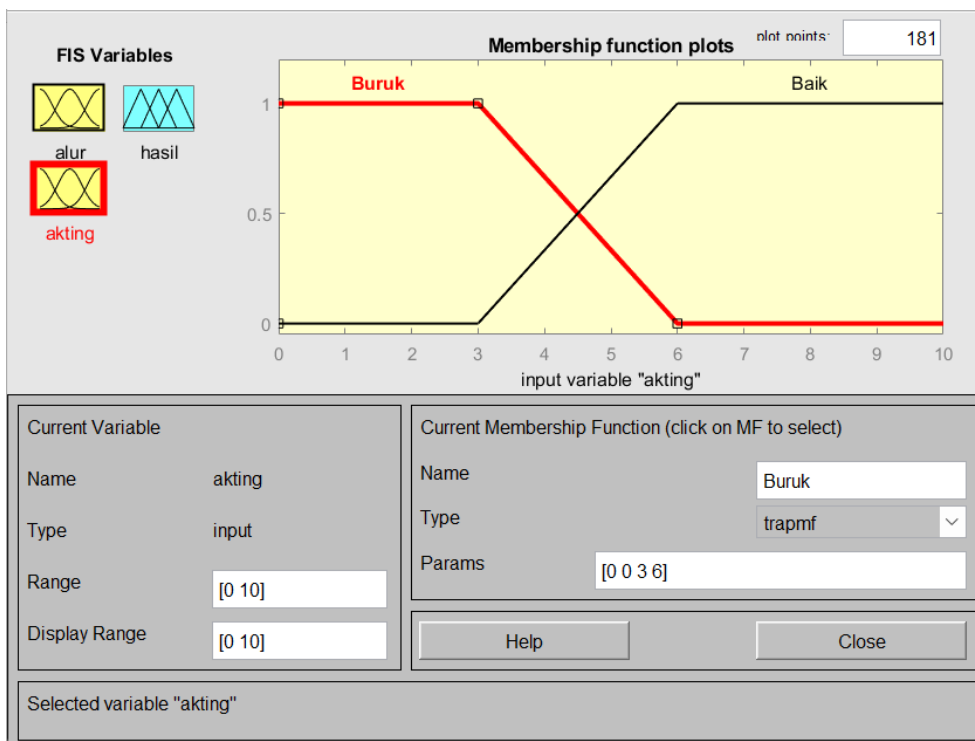 FIS Variables
alur
hasil
akting
Membership function plots
plot points:
181
Buruk
Baik
1
0.5
0
0 1 2 3 4 5 6 7 8 9 10
input variable "akting"
Current Variable
Name akting
Type input
Range [0 10]
Display Range [0 10]
Current Membership Function (click on MF to select)
Name Buruk
Type trapmf
Params [0 0 3 6]
Help
Close
Selected variable "akting"